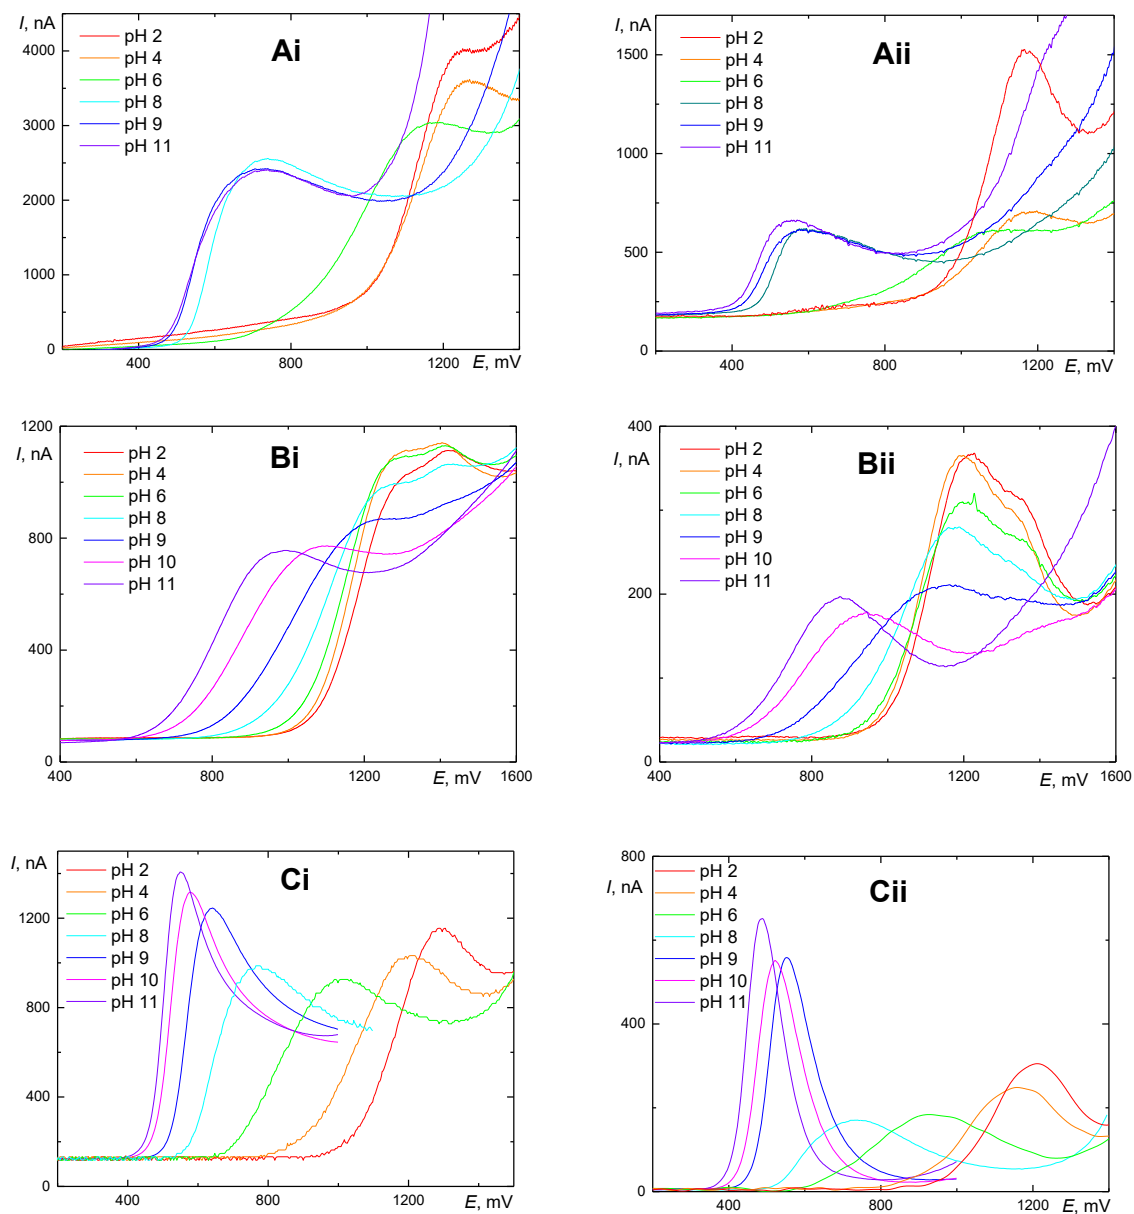 I, nA
4000
3000
2000
1000
0
pH 2
pH 4
pH 6
pH 8
pH 9
pH 11
Ai
400
800
1200
E, mV
I, nA
1500
1000
500
0
pH 2
pH 4
pH 6
pH 8
pH 9
pH 11
Aii
400
800
1200
E, mV
1200
I, nA
800
400
0
pH 2
pH 4
pH 6
pH 8
pH 9
pH 10
pH 11
Bi
400
800
1200
E, mV
1600
400
I, nA
200
0
pH 2
pH 4
pH 6
pH 8
pH 9
pH 10
pH 11
Bii
400
800
1200
E, mV
1600
I, nA
1200
800
400
0
pH 2
pH 4
pH 6
pH 8
pH 9
pH 10
pH 11
Ci
400
800
1200
E, mV
800
I, nA
400
0
pH 2
pH 4
pH 6
pH 8
pH 9
pH 10
pH 11
Cii
400
800
1200
E, mV